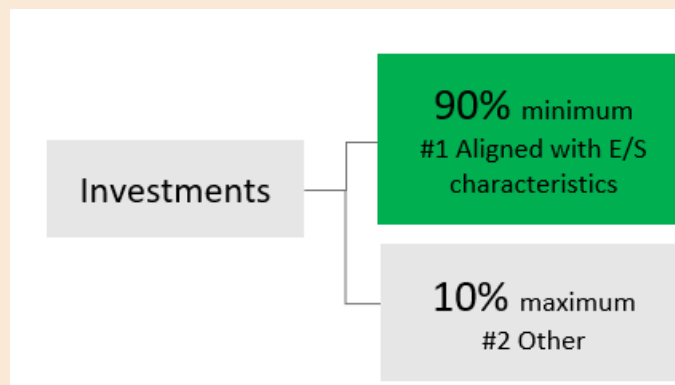 90% minimum
#1 Aligned with E/S
characteristics
Investments
10% maximum
#2 Other